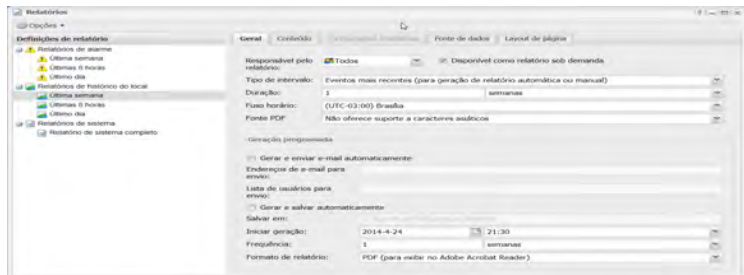 Relatórios
Opções
Definições de relatório
Relatórios de alarme
Última semana
Últimas 8 horas
Último dia
Relatórios de histórico do local
Última semana
Últimas 8 horas
Último dia
Relatórios de sistema
Relatório de sistema completo
Geral Conteúdo Fonte de dados Layout de página
Responsável pelo relatório: Todos Disponível como relatório sob demanda
Tipo de intervalo: Eventos mais recentes (para geração de relatório automática ou manual)
Duração: 1 semanas
Fuso horário: (UTC-03:00) Brasília
Fonte PDF Não oferece suporte a caracteres asiáticos
Geração programada
Gerar e enviar e-mail automaticamente
Endereços de e-mail para envio:
Lista de usuários para envio:
Gerar e salvar automaticamente
Salvar em:
Iniciar geração: 2014-4-24 21:30
Frequência: 1 semanas
Formato de relatório: PDF (para exibir no Adobe Acrobat Reader)